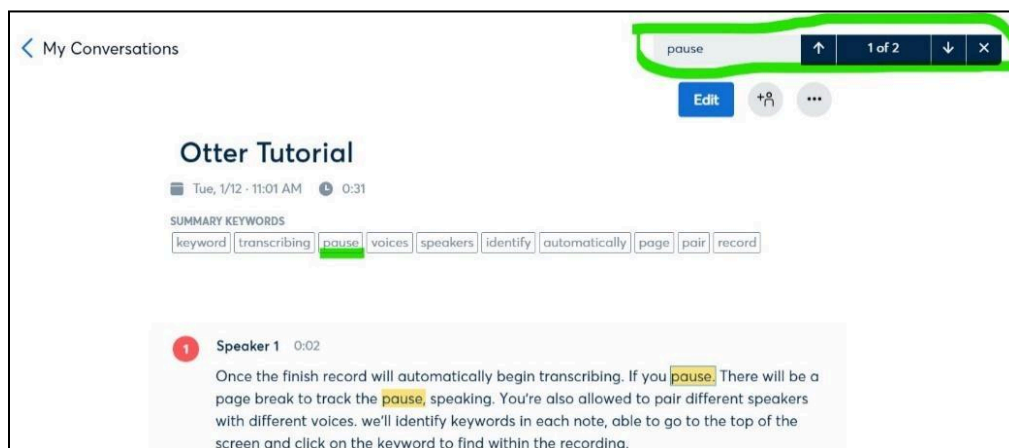 My Conversations
pause 1 of 2
Edit
Otter Tutorial
Tue, 1/12 · 11:01 AM 0:31
SUMMARY KEYWORDS
keyword transcribing pause voices speakers identify automatically page pair record
1 Speaker 1 0:02
Once the finish record will automatically begin transcribing. If you pause. There will be a
page break to track the pause, speaking. You're also allowed to pair different speakers
with different voices. we'll identify keywords in each note, able to go to the top of the
screen and click on the keyword to find within the recording.